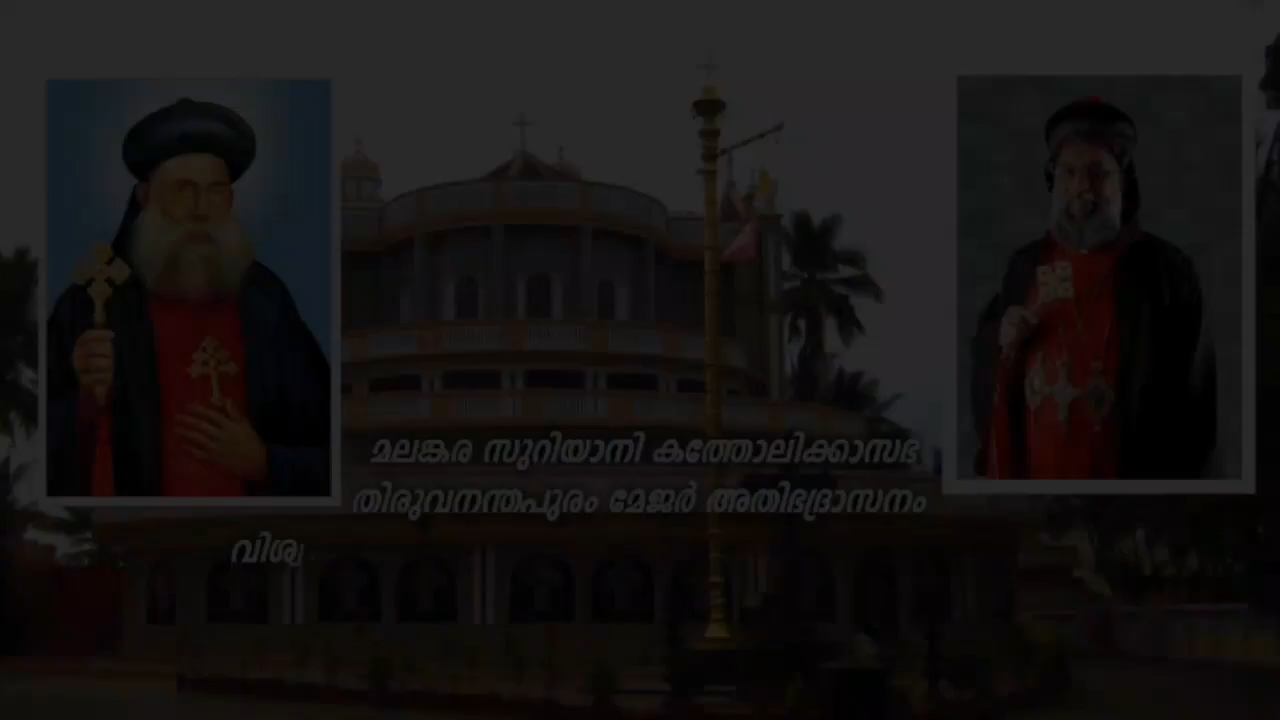 മലങ്കര സുറിയാനി കത്തോലിക്കാസഭ
തിരുവനന്തപുരം മേജർ അതിഭദ്രാസനം
വിശ്വ